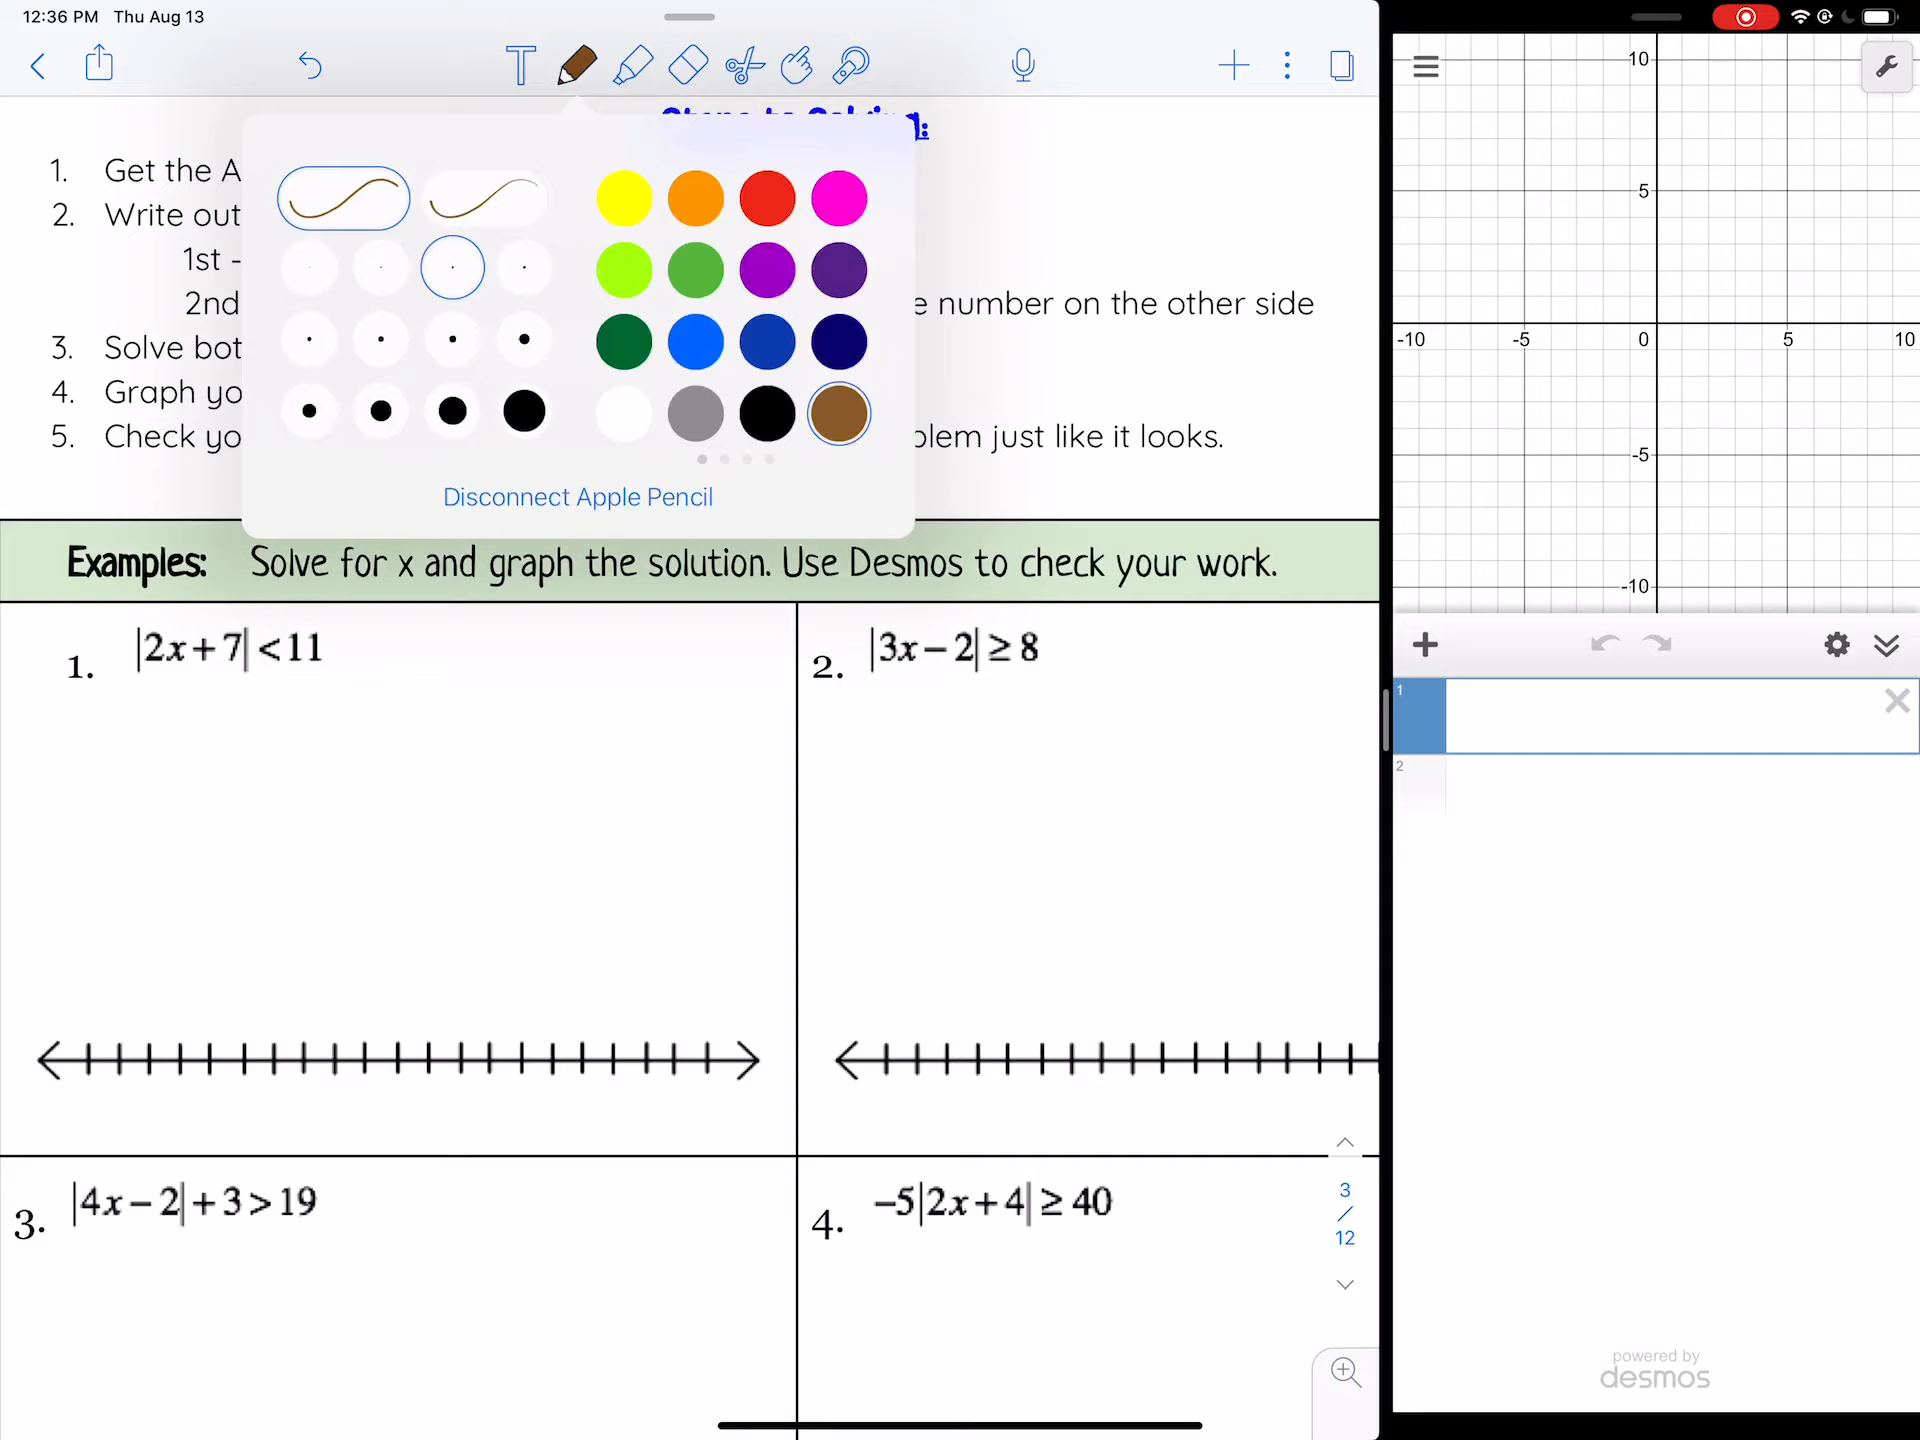 12:36 PM Thu Aug 13
Steps to Solving:
1. Get the A
2. Write out
1st -
2nd
e number on the other side
3. Solve bot
4. Graph yo
5. Check yo
blem just like it looks.
Disconnect Apple Pencil
Examples: Solve for x and graph the solution. Use Desmos to check your work.
1. |2x + 7| < 11
2. |3x – 2| ≥ 8
3. |4x – 2| + 3 > 19
4. –5|2x + 4| ≥ 40
3
/
12
10
5
-10 -5 0 5 10
-5
-10
1
2
powered by
desmos